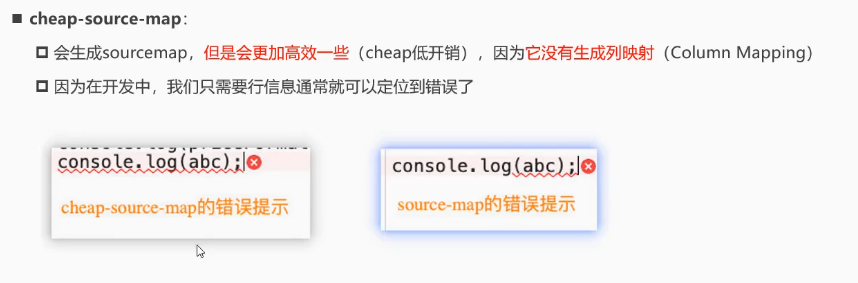 cheap-source-map：
会生成sourcemap，但是会更加高效一些（cheap低开销），因为它没有生成列映射（Column Mapping）
因为在开发中，我们只需要行信息通常就可以定位到错误了
console.log(abc);
cheap-source-map的错误提示
console.log(abc);
source-map的错误提示